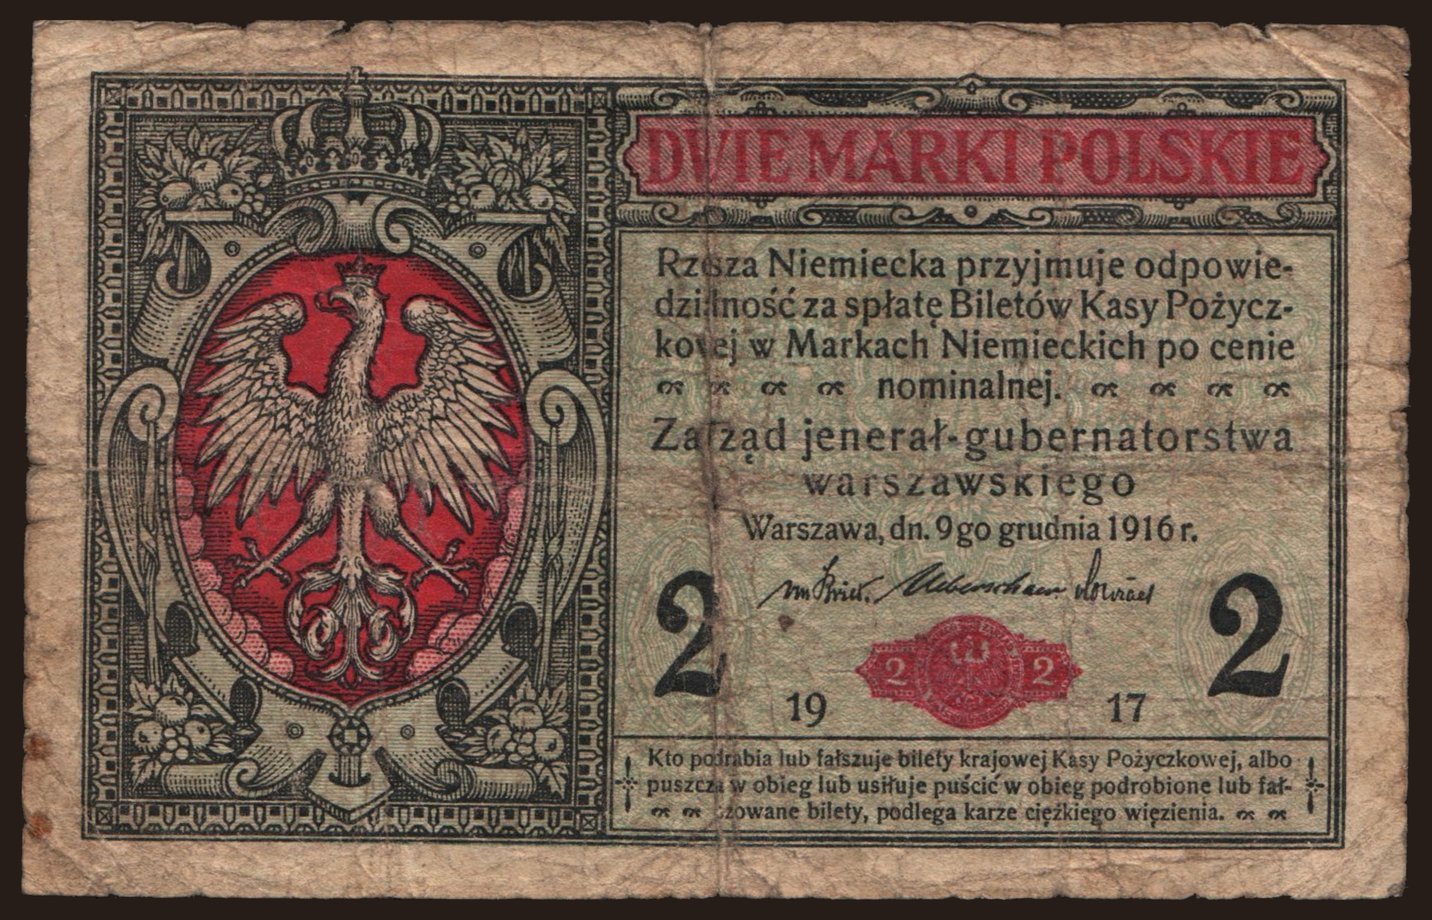 DWIE MARKI POLSKIE
Rzesza Niemiecka przyjmuje odpowie-
dzialność za spłatę Biletów Kasy Pożycz-
kowej w Markach Niemieckich po cenie
nominalnej.
Zarząd jenerał-gubernatorstwa
warszawskiego
Warszawa, dn. 9go grudnia 1916 r.
2 2
2 2
19 17
Kto podrabia lub fałszuje bilety krajowej Kasy Pożyczkowej, albo
puszcza w obieg lub usiłuje puścić w obieg podrobione lub fał-
szowane bilety, podlega karze ciężkiego więzienia.